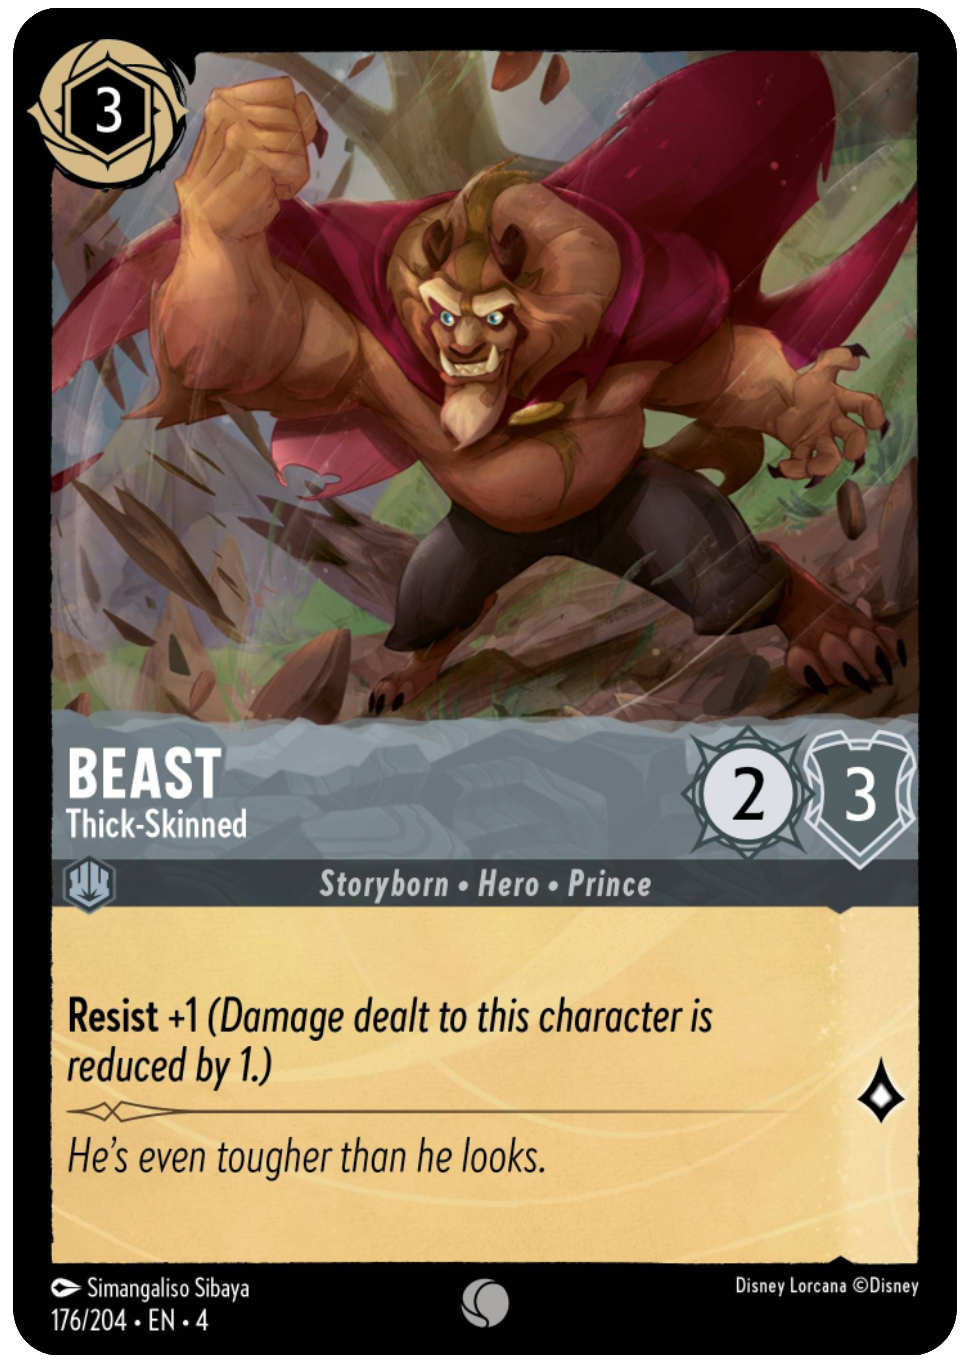 3
BEAST
Thick-Skinned
2
3
Storyborn • Hero • Prince
Resist +1 (Damage dealt to this character is
reduced by 1.)
He's even tougher than he looks.
Simangaliso Sibaya
Disney Lorcana ©Disney
176/204 • EN • 4